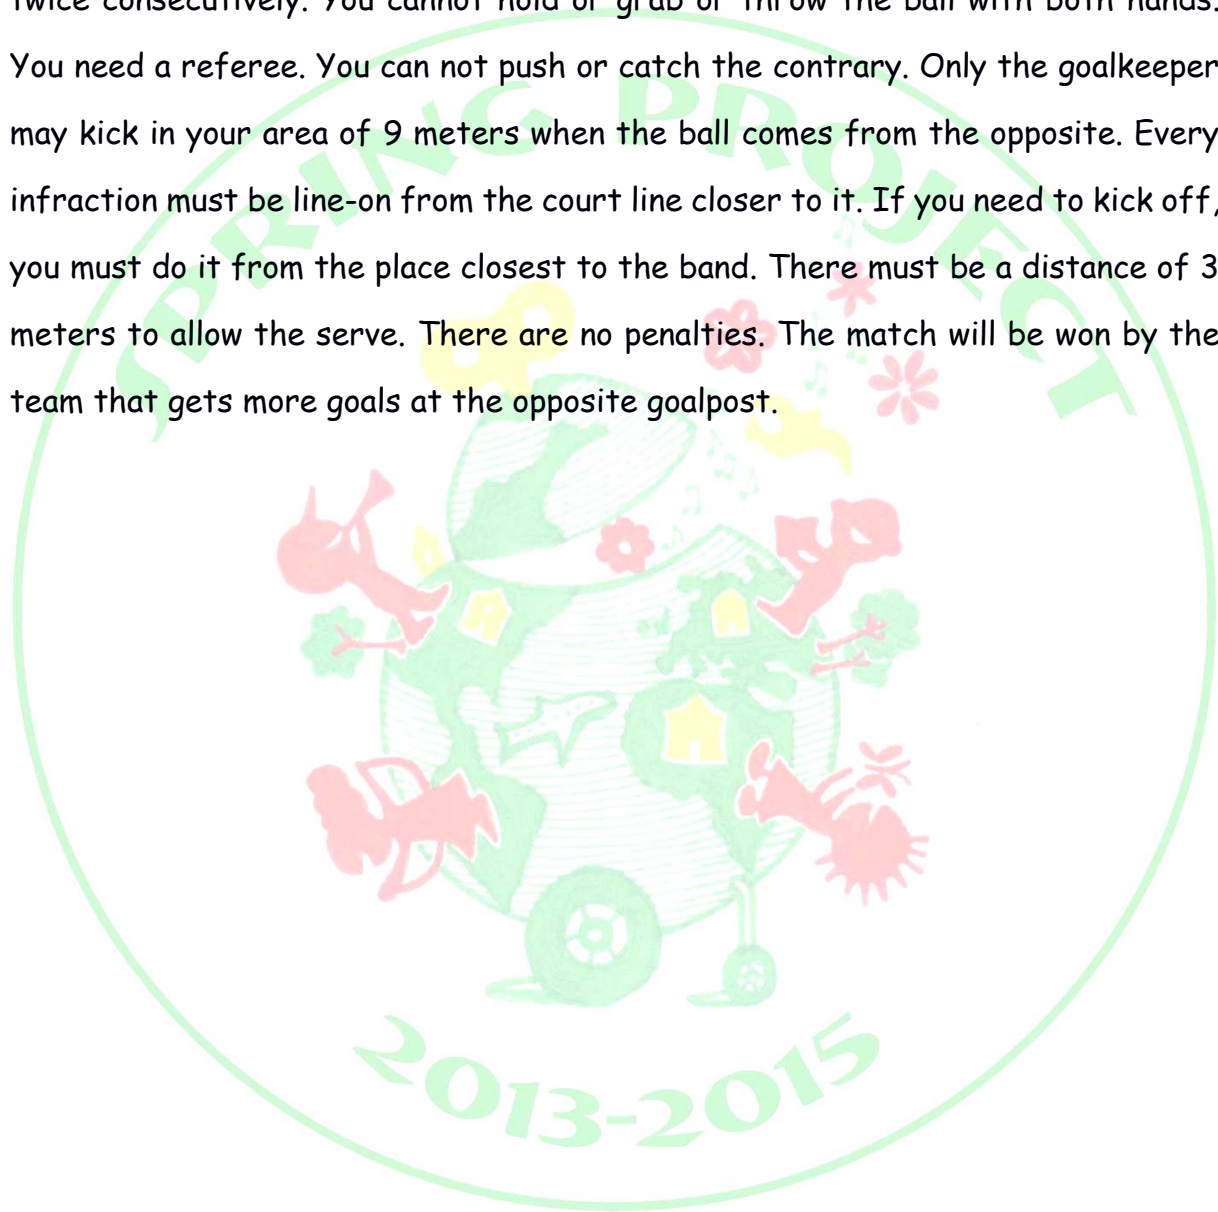 twice consecutively. You cannot hold or grab or throw the ball with both hands.
You need a referee. You can not push or catch the contrary. Only the goalkeeper
may kick in your area of 9 meters when the ball comes from the opposite. Every
infraction must be line-on from the court line closer to it. If you need to kick off,
you must do it from the place closest to the band. There must be a distance of 3
meters to allow the serve. There are no penalties. The match will be won by the
team that gets more goals at the opposite goalpost.
SPRING PROJECT
2013-2015